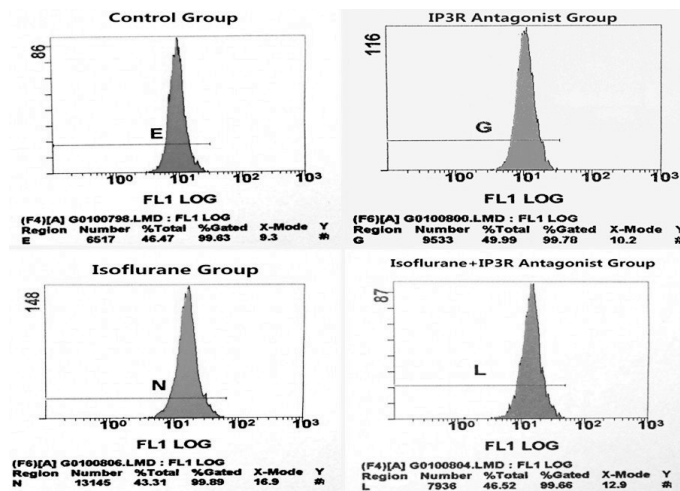 Control Group
86
E
10⁰ 10¹ 10² 10³
FL1 LOG
(F4)[A] G0100798.LMD : FL1 LOG
Region Number %Total %Gated X-Mode Y
E 6517 46.47 99.63 9.3 #
IP3R Antagonist Group
116
G
10⁰ 10¹ 10² 10³
FL1 LOG
(F6)[A] G0100800.LMD : FL1 LOG
Region Number %Total %Gated X-Mode Y
G 9533 49.99 99.78 10.2 #
Isoflurane Group
148
N
10⁰ 10¹ 10² 10³
FL1 LOG
(F6)[A] G0100806.LMD : FL1 LOG
Region Number %Total %Gated X-Mode Y
N 13145 43.31 99.89 16.9 #
Isoflurane+IP3R Antagonist Group
87
L
10⁰ 10¹ 10² 10³
FL1 LOG
(F4)[A] G0100804.LMD : FL1 LOG
Region Number %Total %Gated X-Mode Y
L 7936 46.52 99.66 12.9 #